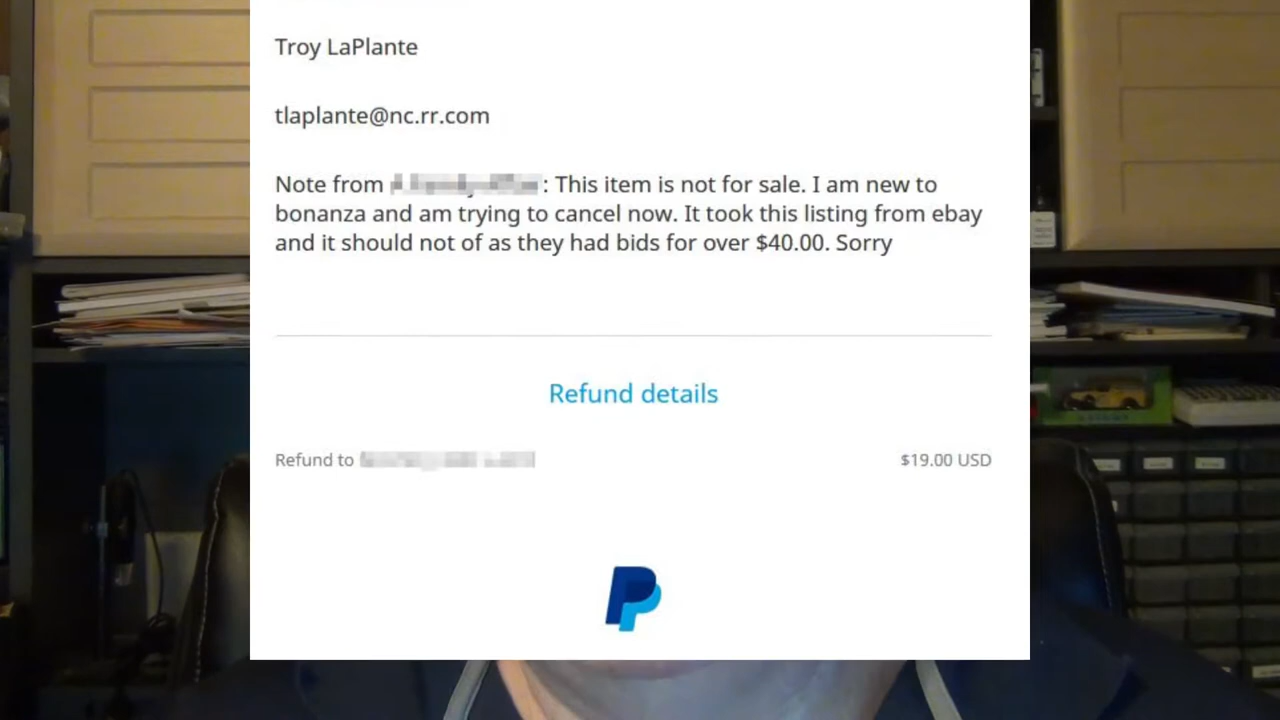 Troy LaPlante
tlaplante@nc.rr.com
Note from : This item is not for sale. I am new to
bonanza and am trying to cancel now. It took this listing from ebay
and it should not of as they had bids for over $40.00. Sorry
Refund details
Refund to
$19.00 USD